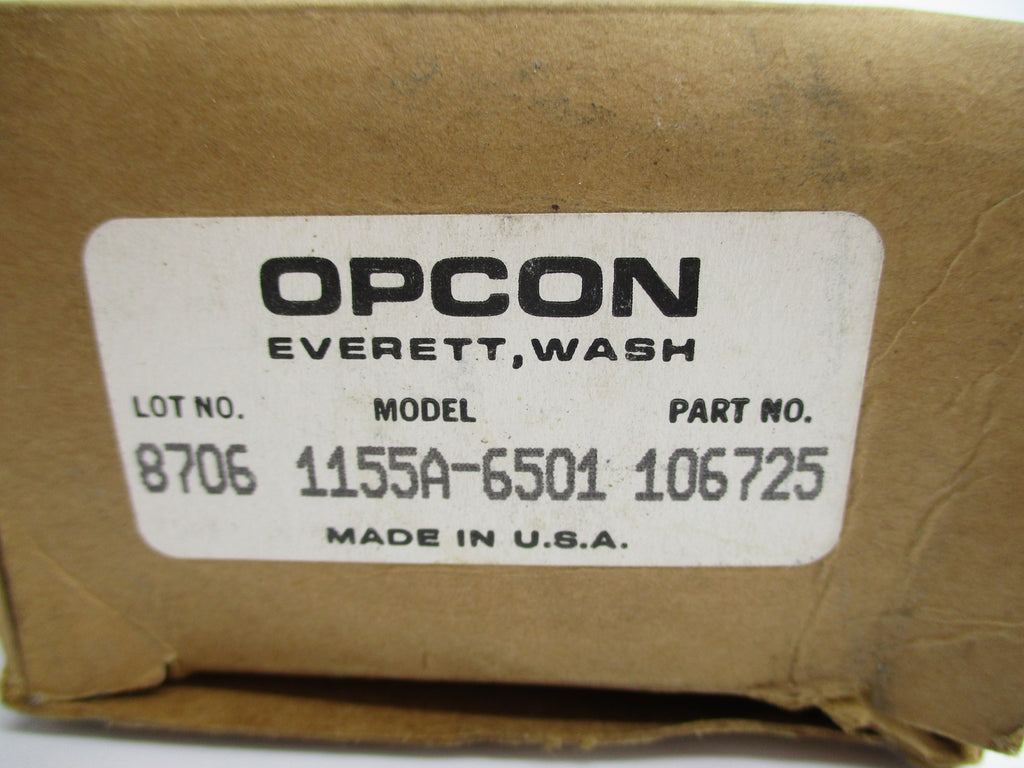 OPCON
EVERETT, WASH
LOT NO. MODEL PART NO.
8706 1155A-6501 106725
MADE IN U.S.A.